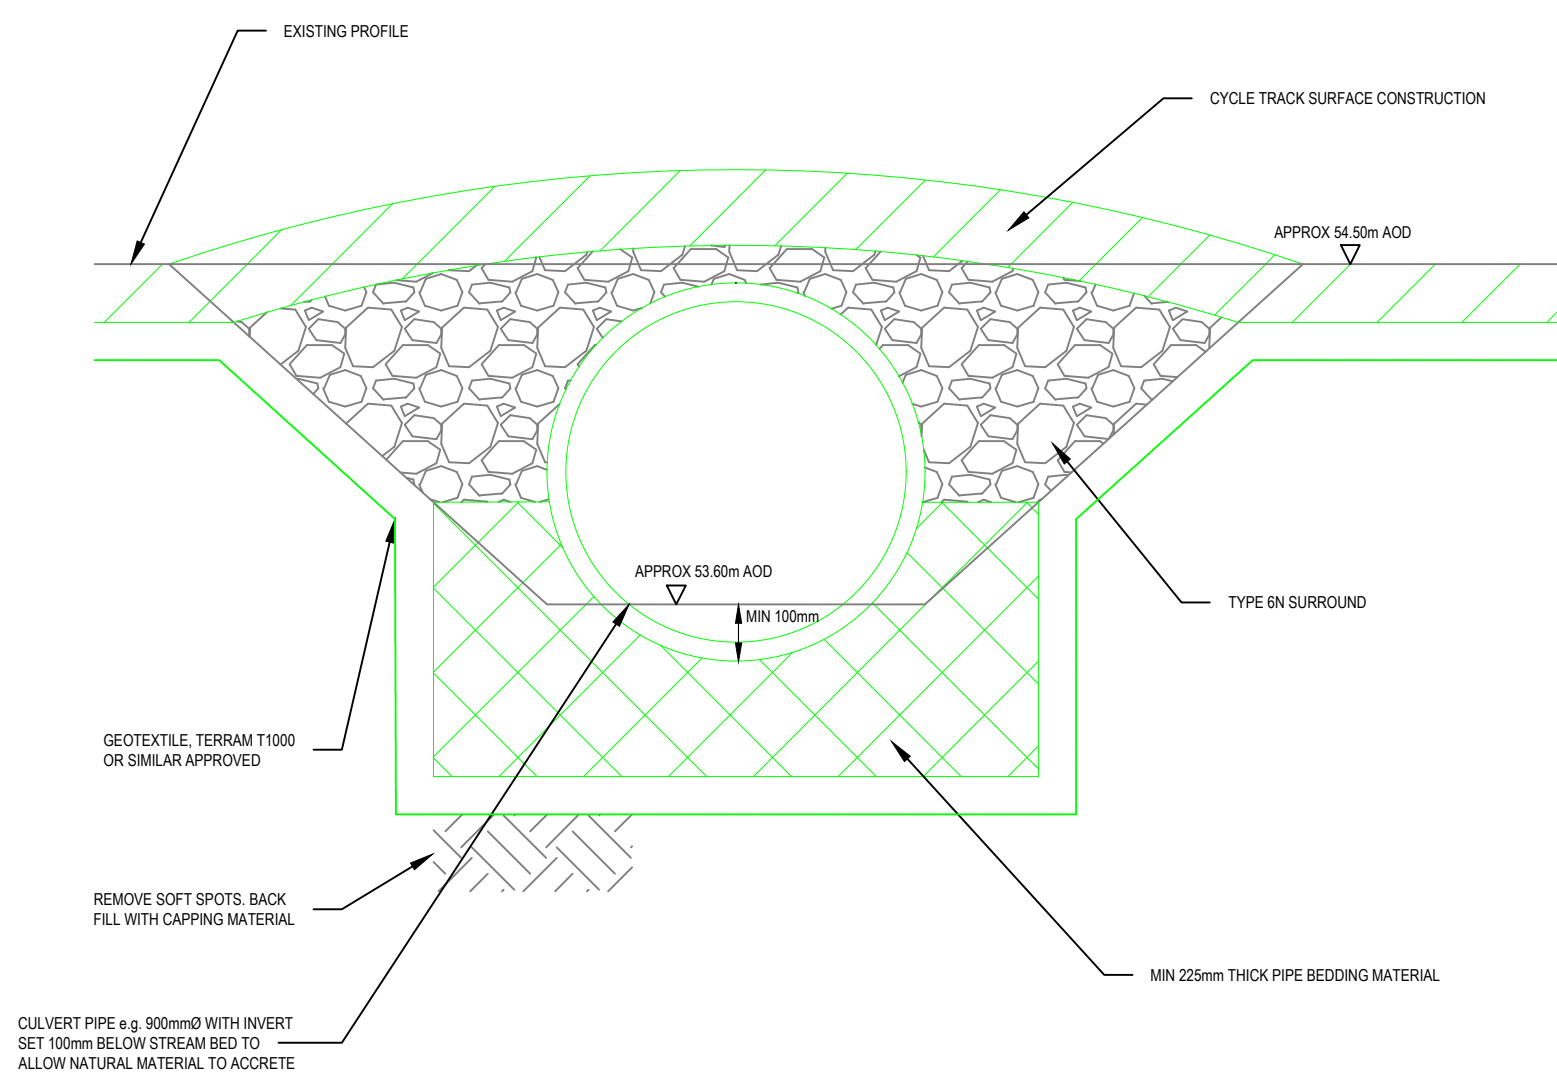 EXISTING PROFILE
CYCLE TRACK SURFACE CONSTRUCTION
APPROX 54.50m AOD
APPROX 53.60m AOD
MIN 100mm
TYPE 6N SURROUND
GEOTEXTILE, TERRAM T1000
OR SIMILAR APPROVED
REMOVE SOFT SPOTS. BACK
FILL WITH CAPPING MATERIAL
MIN 225mm THICK PIPE BEDDING MATERIAL
CULVERT PIPE e.g. 900mmØ WITH INVERT
SET 100mm BELOW STREAM BED TO
ALLOW NATURAL MATERIAL TO ACCRETE